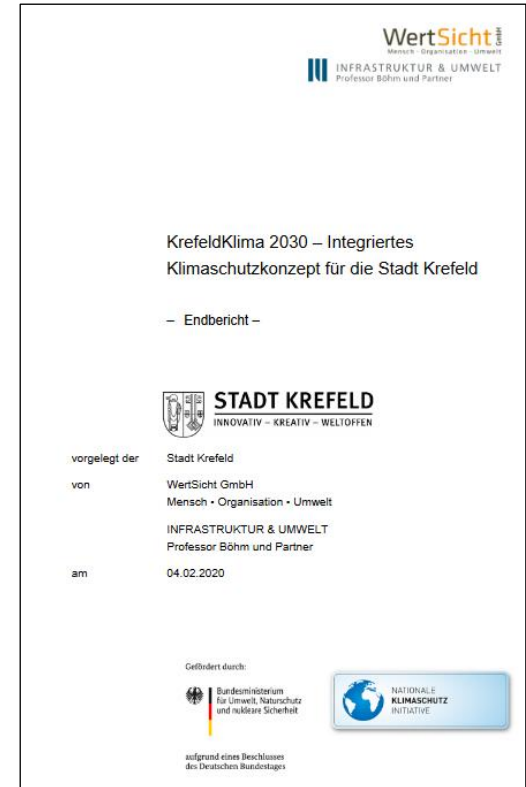 WertSicht GmbH
Mensch - Organisation - Umwelt
INFRASTRUKTUR & UMWELT
Professor Böhm und Partner
KrefeldKlima 2030 – Integriertes
Klimaschutzkonzept für die Stadt Krefeld
– Endbericht –
STADT KREFELD
INNOVATIV – KREATIV – WELTOFFEN
vorgelegt der Stadt Krefeld
von WertSicht GmbH
Mensch • Organisation • Umwelt
INFRASTRUKTUR & UMWELT
Professor Böhm und Partner
am 04.02.2020
Gefördert durch:
Bundesministerium
für Umwelt, Naturschutz
und nukleare Sicherheit
NATIONALE
KLIMASCHUTZ
INITIATIVE
aufgrund eines Beschlusses
des Deutschen Bundestages